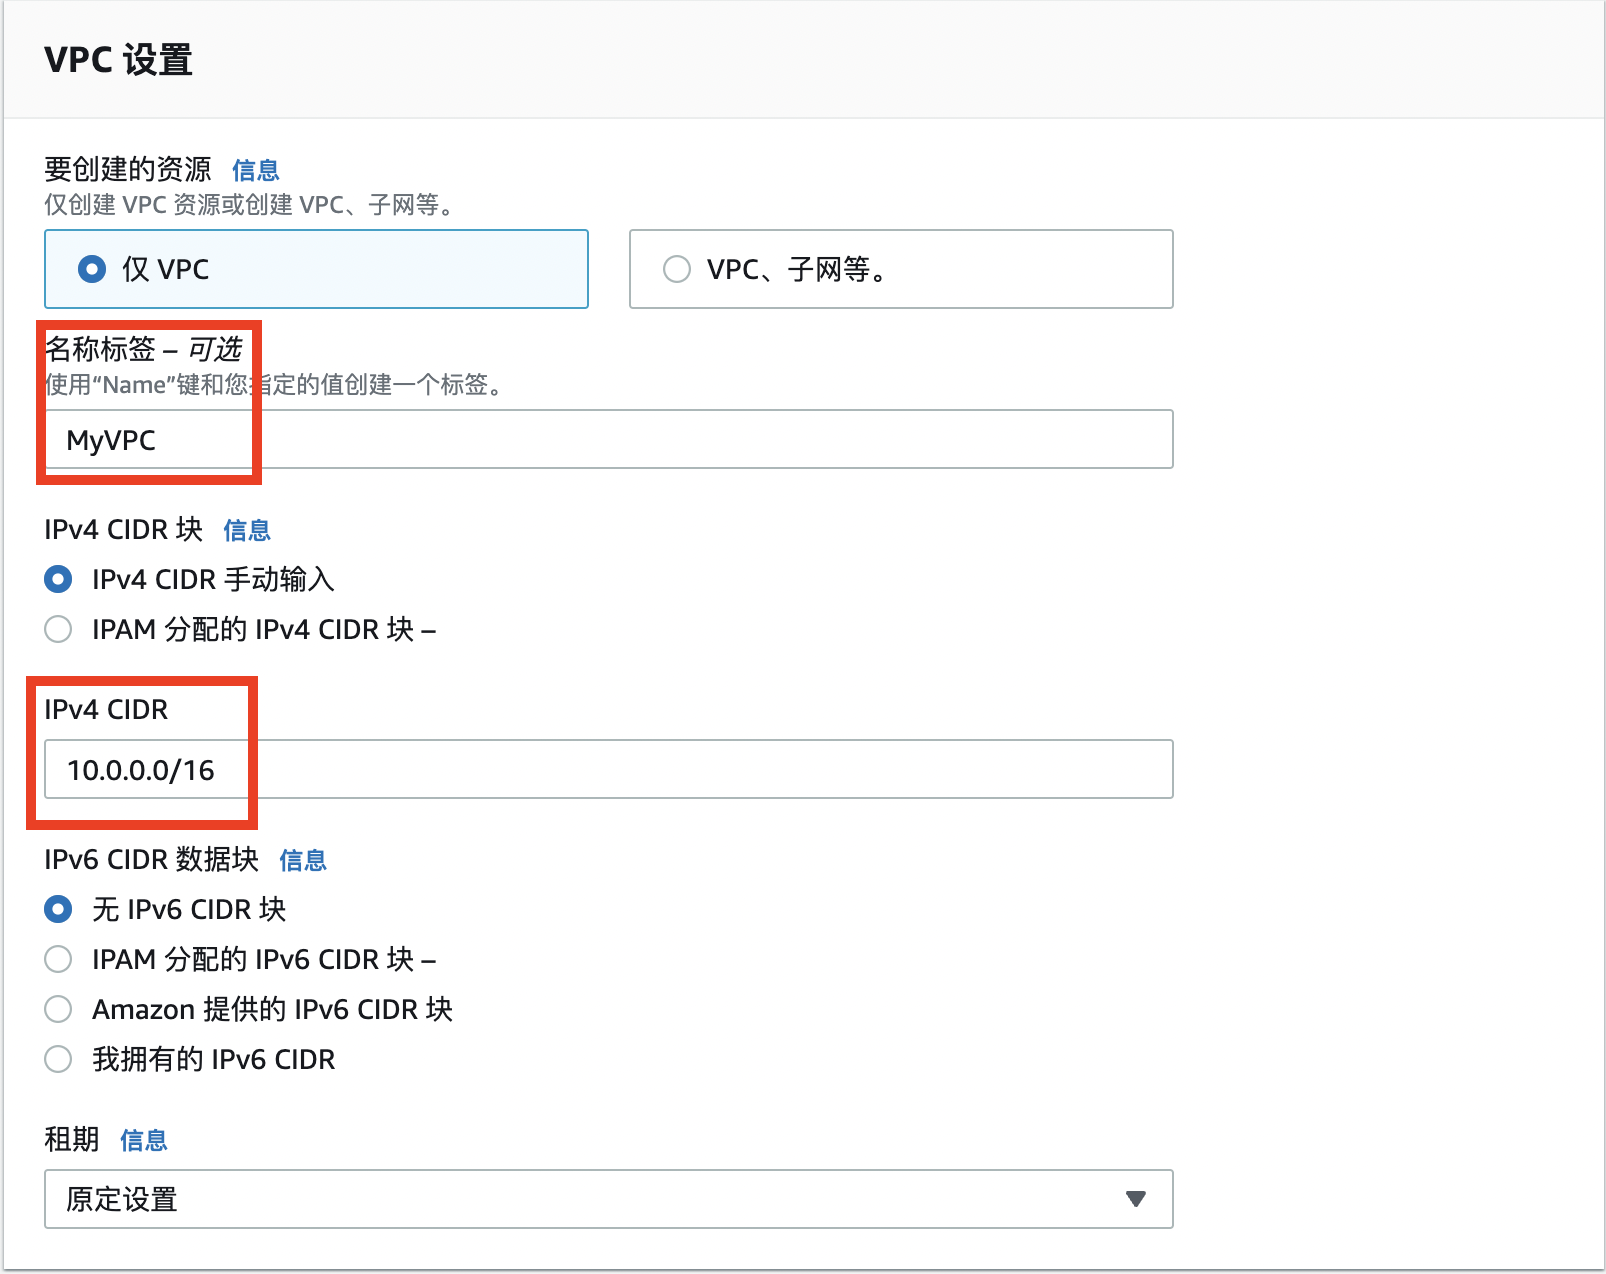 VPC 设置
要创建的资源 信息
仅创建 VPC 资源或创建 VPC、子网等。
仅 VPC
VPC、子网等。
名称标签 – 可选
使用“Name”键和您指定的值创建一个标签。
MyVPC
IPv4 CIDR 块 信息
IPv4 CIDR 手动输入
IPAM 分配的 IPv4 CIDR 块 –
IPv4 CIDR
10.0.0.0/16
IPv6 CIDR 数据块 信息
无 IPv6 CIDR 块
IPAM 分配的 IPv6 CIDR 块 –
Amazon 提供的 IPv6 CIDR 块
我拥有的 IPv6 CIDR
租期 信息
原定设置